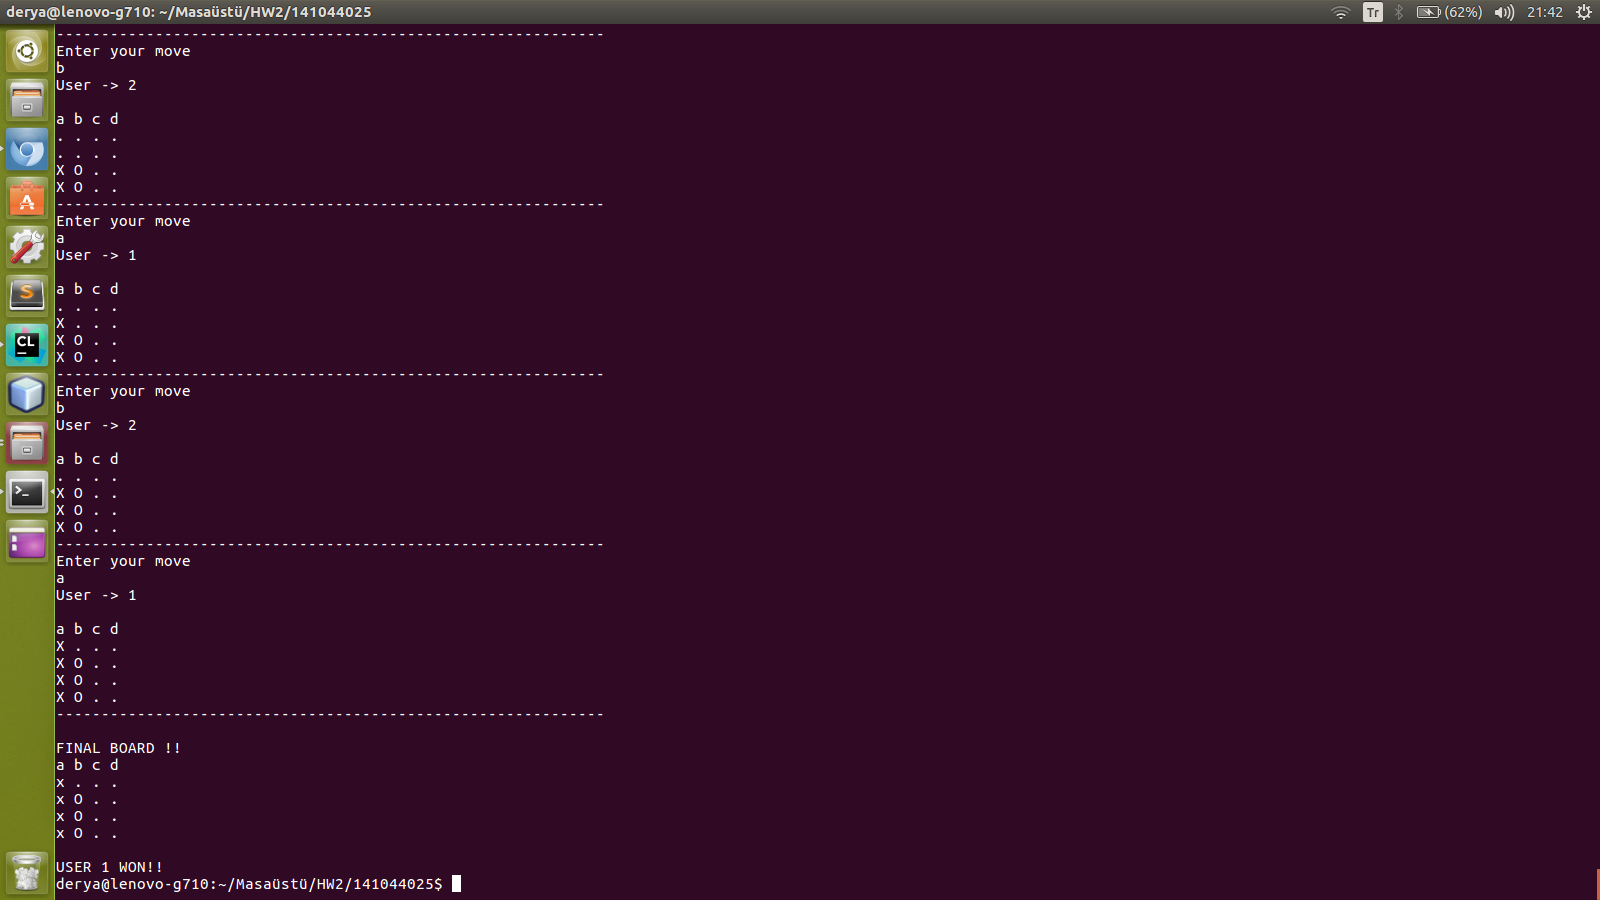 derya@lenovo-g710: ~/Masaüstü/HW2/141044025
Tr
(62%)
21:42
-------------------------------------------------------------
Enter your move
b
User -> 2
a b c d
. . . .
. . . .
X O . .
X O . .
-------------------------------------------------------------
Enter your move
a
User -> 1
a b c d
. . . .
X . . .
X O . .
X O . .
-------------------------------------------------------------
Enter your move
b
User -> 2
a b c d
. . . .
X O . .
X O . .
X O . .
-------------------------------------------------------------
Enter your move
a
User -> 1
a b c d
X . . .
X O . .
X O . .
X O . .
-------------------------------------------------------------
FINAL BOARD !!
a b c d
x . . .
x O . .
x O . .
x O . .
USER 1 WON!!
derya@lenovo-g710:~/Masaüstü/HW2/141044025$
A
S
CL
>_